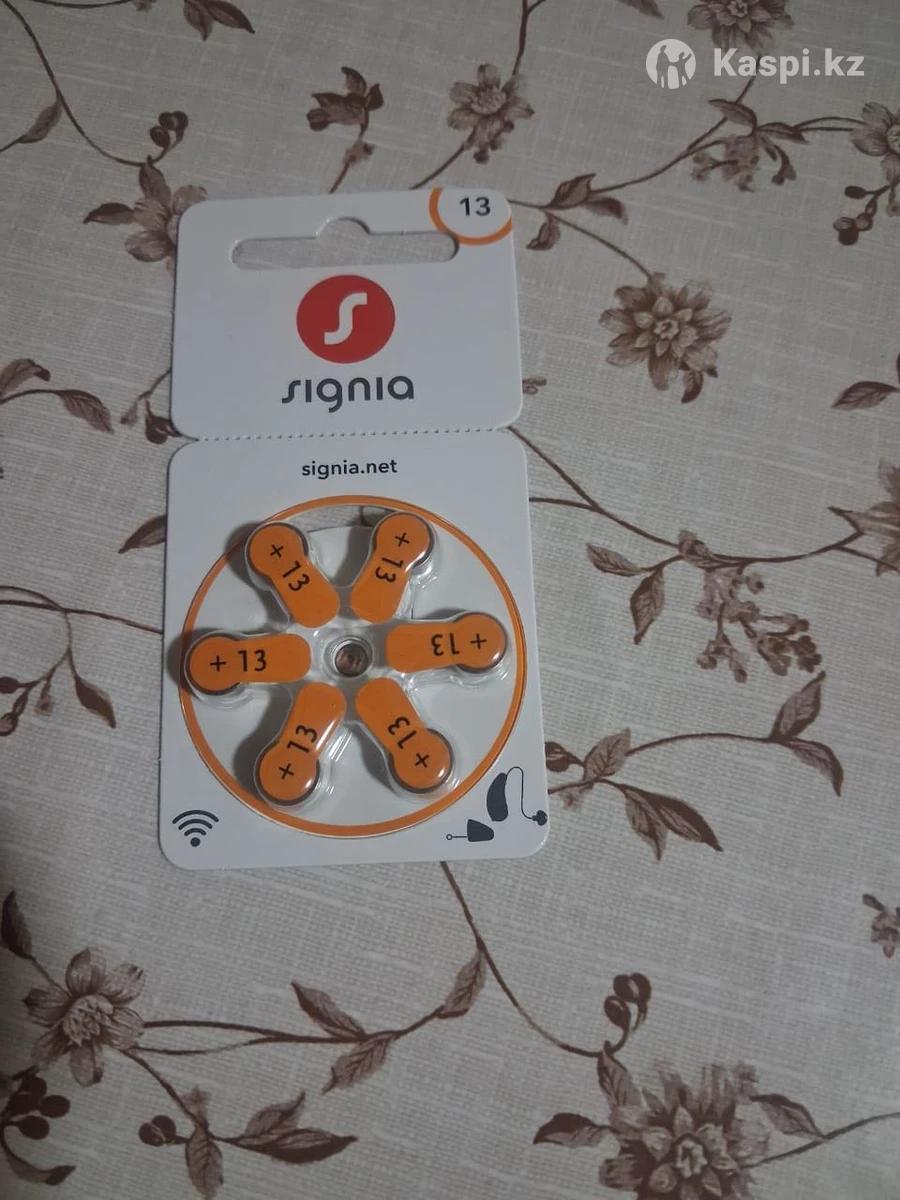 Kaspi.kz
13
signia
signia.net
+ 13
+ 13
+ 13
+ 13
+ 13
+ 13